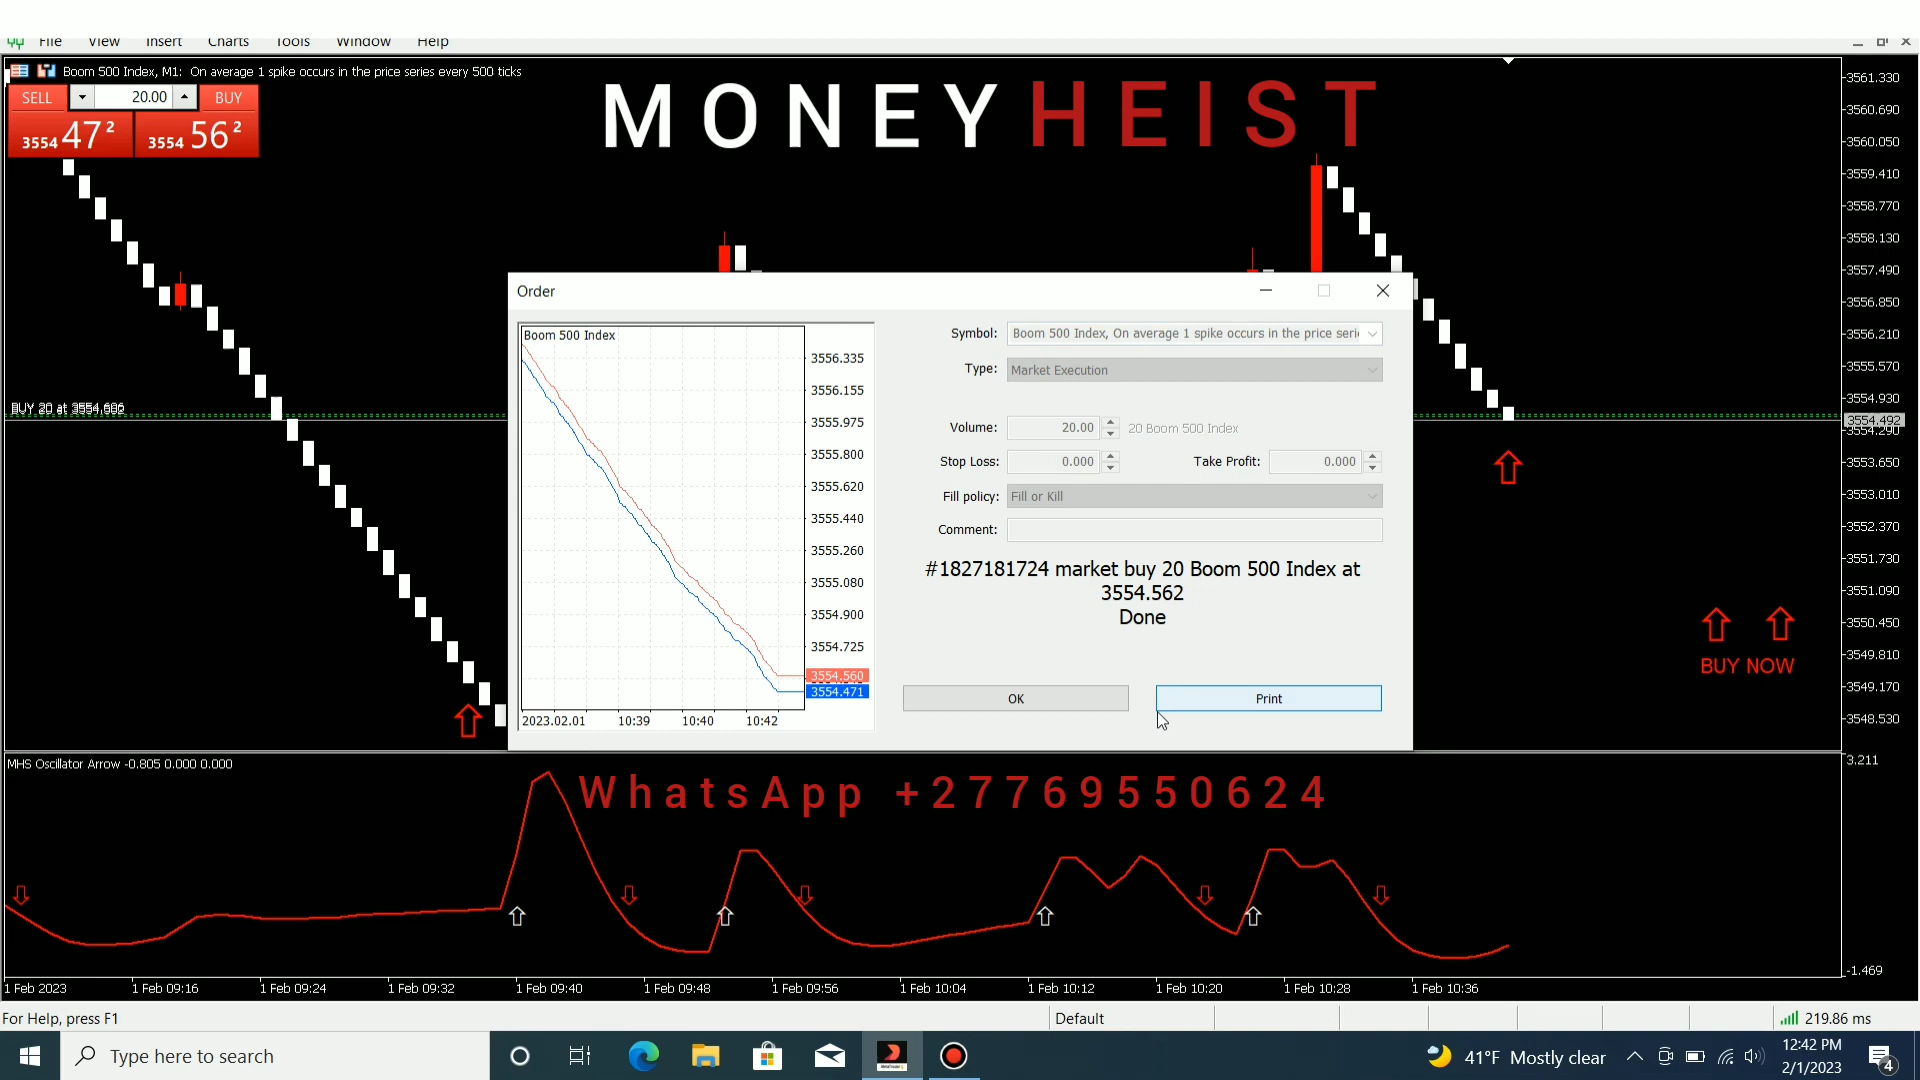 File View Insert Charts Tools Window Help
Boom 500 Index, M1: On average 1 spike occurs in the price series every 500 ticks
SELL 20.00 BUY
3554 47 2 3554 56 2
MONEY HEIST
3561.330
3560.690
3560.050
3559.410
3558.770
3558.130
3557.490
3556.850
3556.210
3555.570
3554.930
3554.492
3554.290
3553.650
3553.010
3552.370
3551.730
3551.090
3550.450
3549.810
3549.170
3548.530
BUY 20 at 3554.606
Order
Boom 500 Index
3556.335
3556.155
3555.975
3555.800
3555.620
3555.440
3555.260
3555.080
3554.900
3554.725
3554.560
3554.471
2023.02.01 10:39 10:40 10:42
Symbol: Boom 500 Index, On average 1 spike occurs in the price seri
Type: Market Execution
Volume: 20.00 20 Boom 500 Index
Stop Loss: 0.000 Take Profit: 0.000
Fill policy: Fill or Kill
Comment:
#1827181724 market buy 20 Boom 500 Index at
3554.562
Done
OK Print
BUY NOW
MHS Oscillator Arrow -0.805 0.000 0.000
WhatsApp +27769550624
3.211
-1.469
1 Feb 2023 1 Feb 09:16 1 Feb 09:24 1 Feb 09:32 1 Feb 09:40 1 Feb 09:48 1 Feb 09:56 1 Feb 10:04 1 Feb 10:12 1 Feb 10:20 1 Feb 10:28 1 Feb 10:36
For Help, press F1 Default 219.86 ms
Type here to search 41°F Mostly clear 12:42 PM
2/1/2023 4